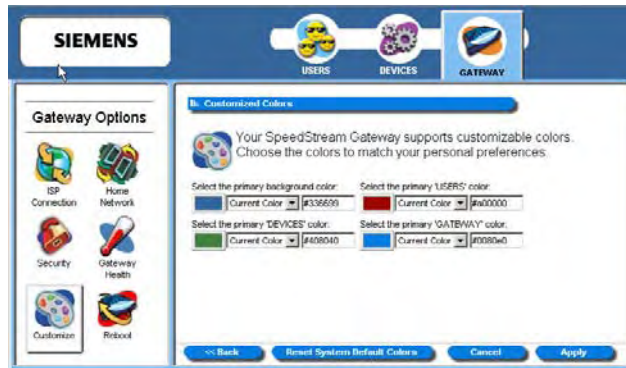 SIEMENS
USERS DEVICES GATEWAY
Gateway Options
ISP Connection
Home Network
Security
Gateway Health
Customize
Reboot
Customized Colors
Your SpeedStream Gateway supports customizable colors.
Choose the colors to match your personal preferences.
Select the primary background color: Select the primary 'USERS' color:
Current Color #336699 Current Color #a00000
Select the primary 'DEVICES' color: Select the primary 'GATEWAY' color:
Current Color #408040 Current Color #0080e0
<< Back Reset System Default Colors Cancel Apply